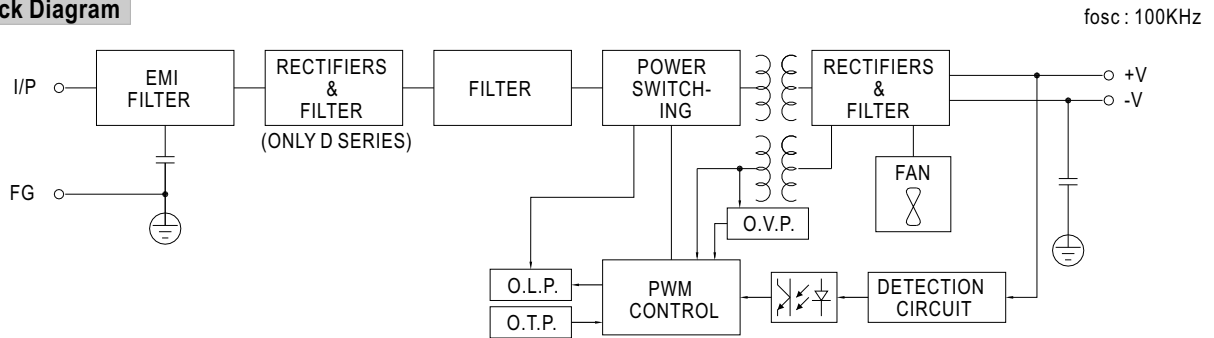 ck Diagram
fosc : 100KHz
I/P
EMI
FILTER
RECTIFIERS
&
FILTER
(ONLY D SERIES)
FILTER
POWER
SWITCH-
ING
RECTIFIERS
&
FILTER
+V
-V
FG
FAN
O.V.P.
O.L.P.
O.T.P.
PWM
CONTROL
DETECTION
CIRCUIT